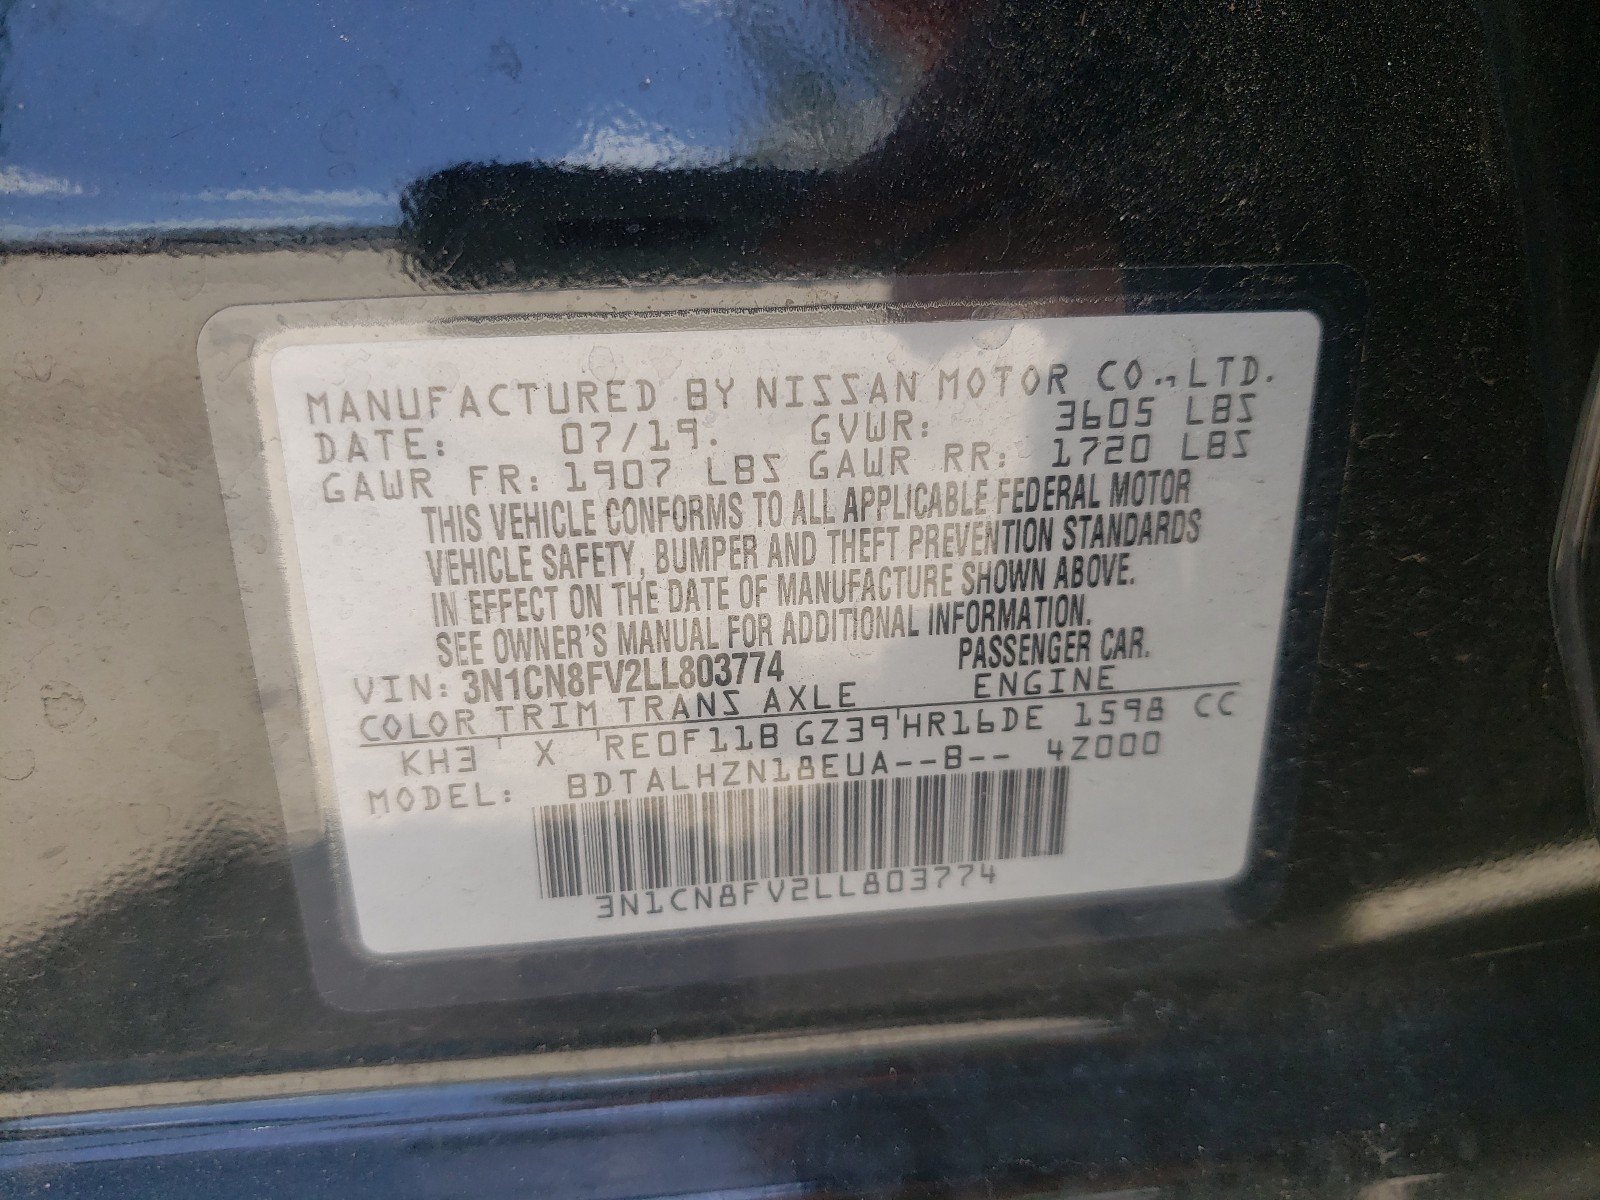 MANUFACTURED BY NISSAN MOTOR CO., LTD.
DATE: 07/19. GVWR: 3605 LBS
GAWR FR: 1907 LBS GAWR RR: 1720 LBS
THIS VEHICLE CONFORMS TO ALL APPLICABLE FEDERAL MOTOR
VEHICLE SAFETY, BUMPER AND THEFT PREVENTION STANDARDS
IN EFFECT ON THE DATE OF MANUFACTURE SHOWN ABOVE.
SEE OWNER'S MANUAL FOR ADDITIONAL INFORMATION.
VIN: 3N1CN8FV2LL803774 PASSENGER CAR.
COLOR TRIM TRANS AXLE ENGINE
KH3 ' X ' RE0F11B GZ39 ' HR16DE 1598 CC
MODEL: BDTALHZN18EUA--B-- 4Z000
3N1CN8FV2LL803774